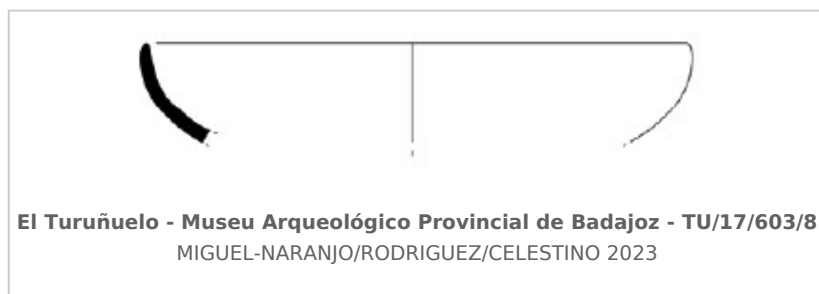 El Turuñuelo - Museu Arqueológico Provincial de Badajoz - TU/17/603/8
MIGUEL-NARANJO/RODRIGUEZ/CELESTINO 2023